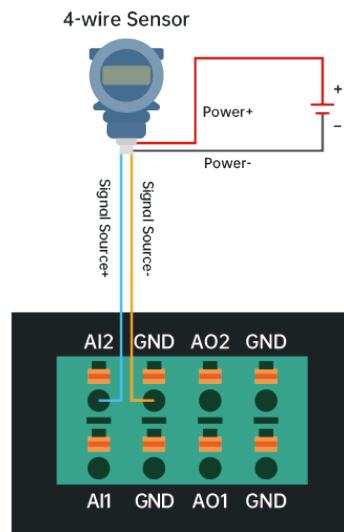 4-wire Sensor
Power+
+
−
Power-
Signal Source+
Signal Source-
AI2 GND AO2 GND
AI1 GND AO1 GND